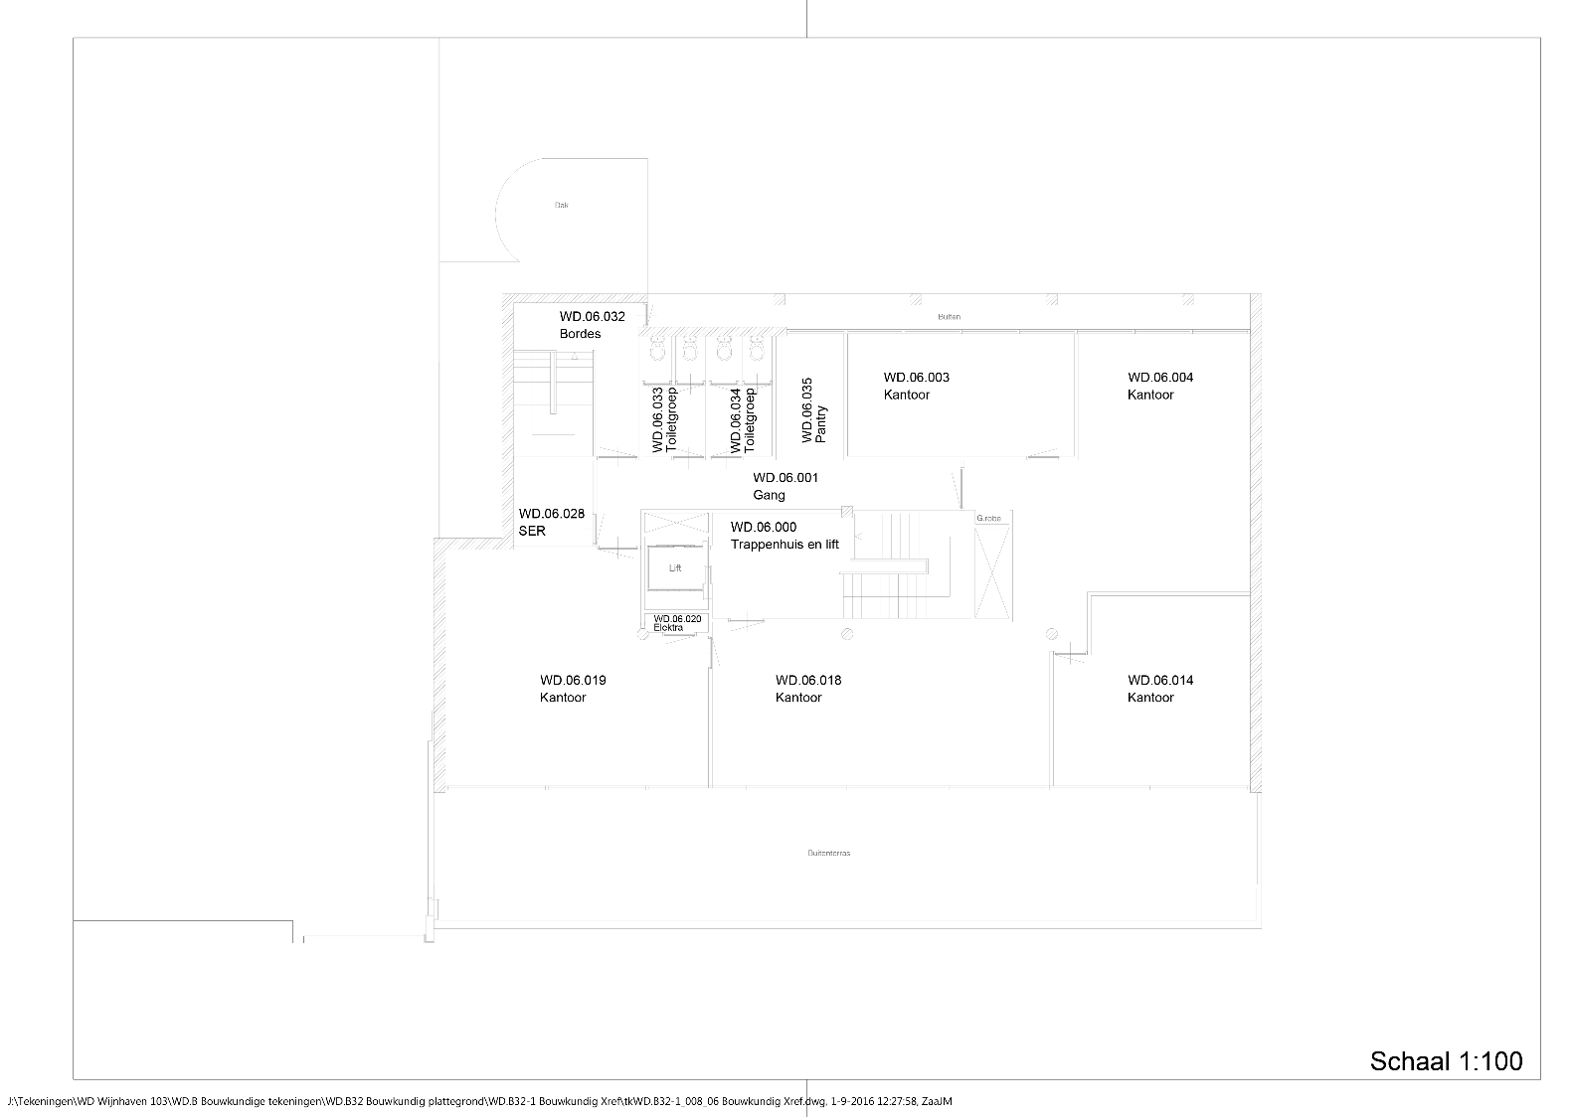 Dak
WD.06.032
Bordes
Buiten
WD.06.003
Kantoor
WD.06.004
Kantoor
WD.06.033
Toiletgroep
WD.06.034
Toiletgroep
WD.06.035
Pantry
WD.06.001
Gang
WD.06.028
SER
WD.06.000
Trappenhuis en lift
G.robe
Lift
WD.06.020
Elektra
WD.06.019
Kantoor
WD.06.018
Kantoor
WD.06.014
Kantoor
Buitenterras
Schaal 1:100
J:\Tekeningen\WD Wijnhaven 103\WD.B Bouwkundige tekeningen\WD.B32 Bouwkundig plattegrond\WD.B32-1 Bouwkundig Xref\tkWD.B32-1_008_06 Bouwkundig Xref.dwg, 1-9-2016 12:27:58, ZaaJM